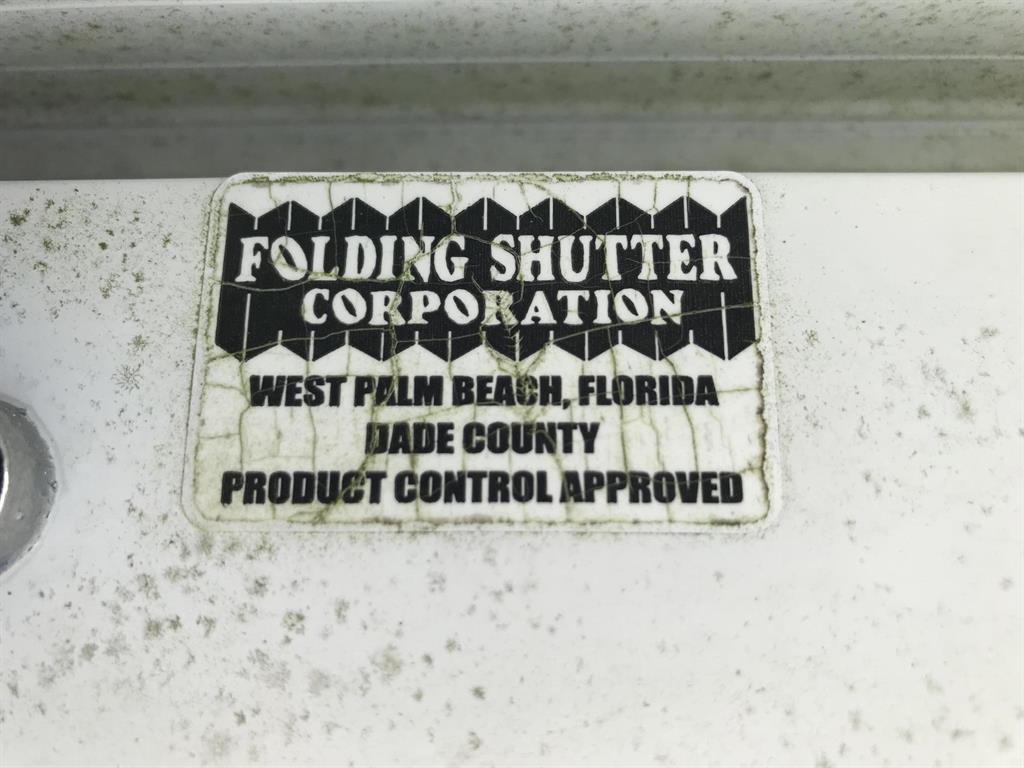 FOLDING SHUTTER
CORPORATION
WEST PALM BEACH, FLORIDA
DADE COUNTY
PRODUCT CONTROL APPROVED